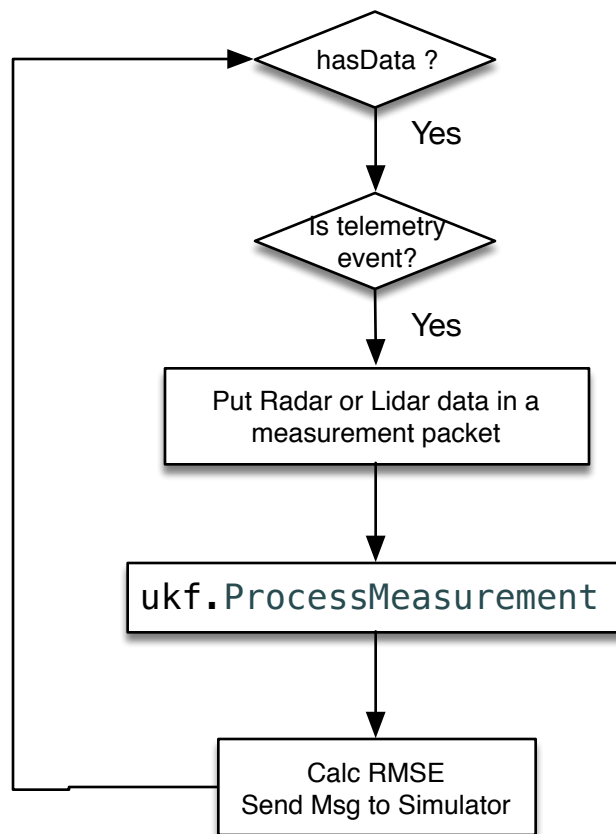 hasData ?
Yes
Is telemetry
event?
Yes
Put Radar or Lidar data in a
measurement packet
ukf.ProcessMeasurement
Calc RMSE
Send Msg to Simulator